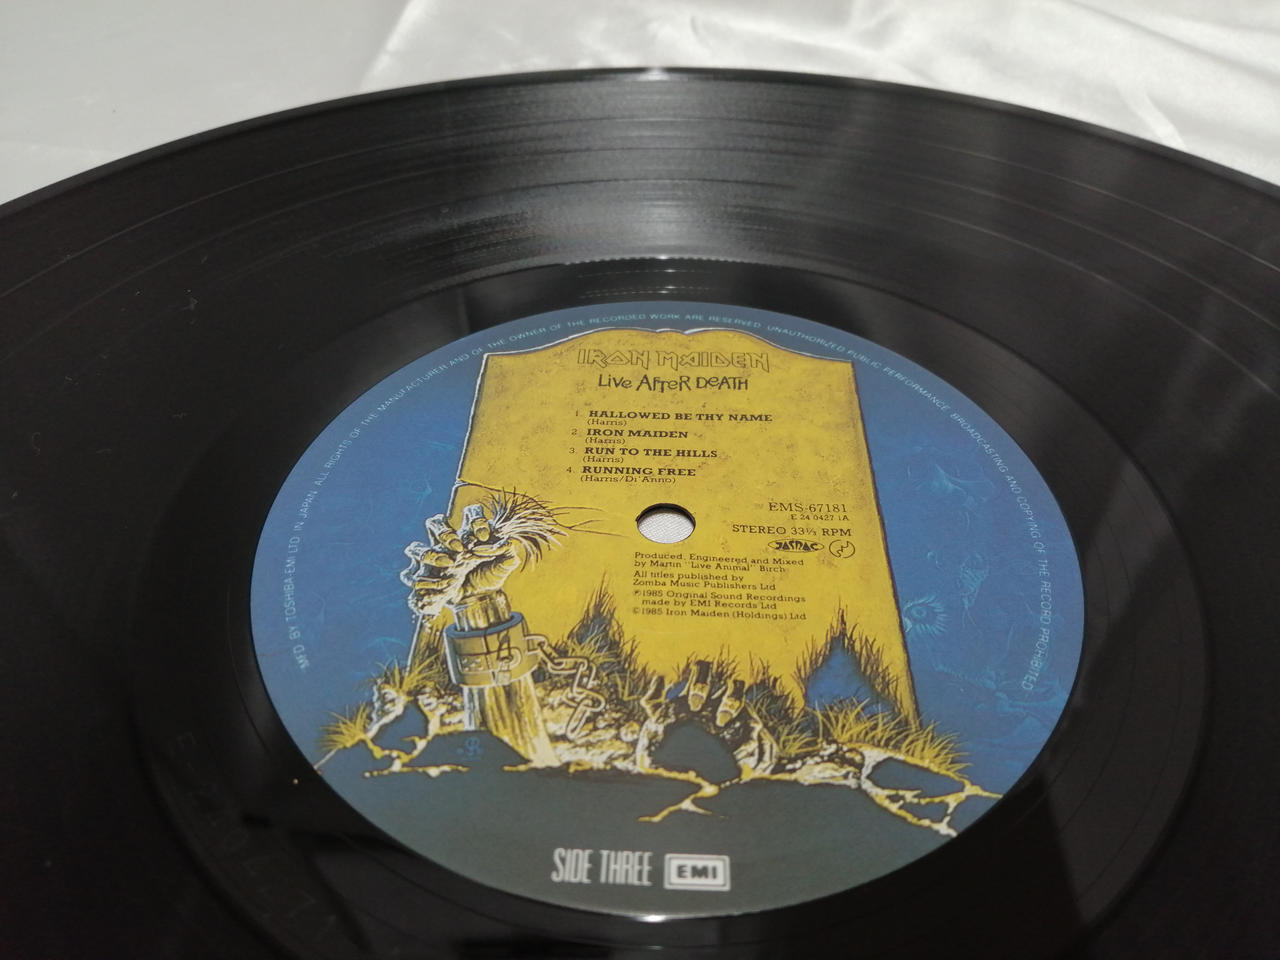 MF'D BY TOSHIBA-EMI LTD. IN JAPAN. ALL RIGHTS OF THE MANUFACTURER AND OF THE OWNER OF THE RECORDED WORK ARE RESERVED. UNAUTHORIZED PUBLIC PERFORMANCE BROADCASTING AND COPYING OF THE RECORD PROHIBITED.
IRON MAIDEN
Live AfteR DeATH
1. HALLOWED BE THY NAME
(Harris)
2. IRON MAIDEN
(Harris)
3. RUN TO THE HILLS
(Harris)
4. RUNNING FREE
(Harris/Di'Anno)
EMS-67181
E 24 0427 1A
STEREO 33⅓ RPM
JASRAC
Produced, Engineered and Mixed
by Martin "Live Animal" Birch
All titles published by
Zomba Music Publishers Ltd
℗1985 Original Sound Recordings
made by EMI Records Ltd
©1985 Iron Maiden (Holdings) Ltd
SIDE THREE EMI